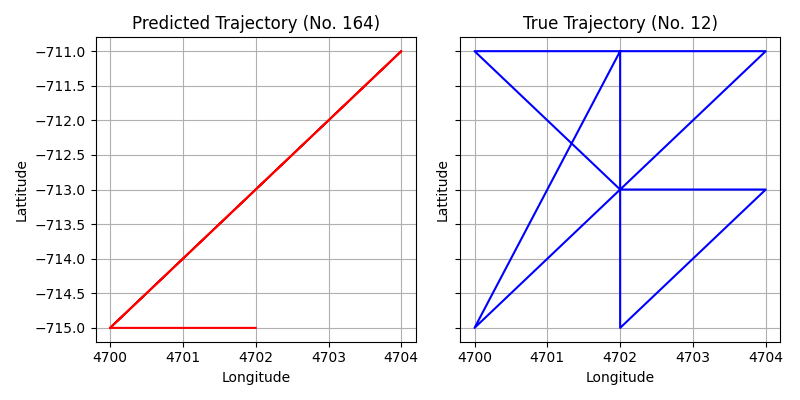 Predicted Trajectory (No. 164)
Lattitude
−711.0
−711.5
−712.0
−712.5
−713.0
−713.5
−714.0
−714.5
−715.0
4700 4701 4702 4703 4704
Longitude
True Trajectory (No. 12)
Lattitude
4700 4701 4702 4703 4704
Longitude